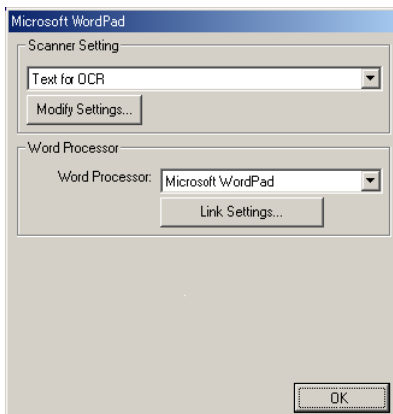 Microsoft WordPad
Scanner Setting
Text for OCR
Modify Settings...
Word Processor
Word Processor: Microsoft WordPad
Link Settings...
OK